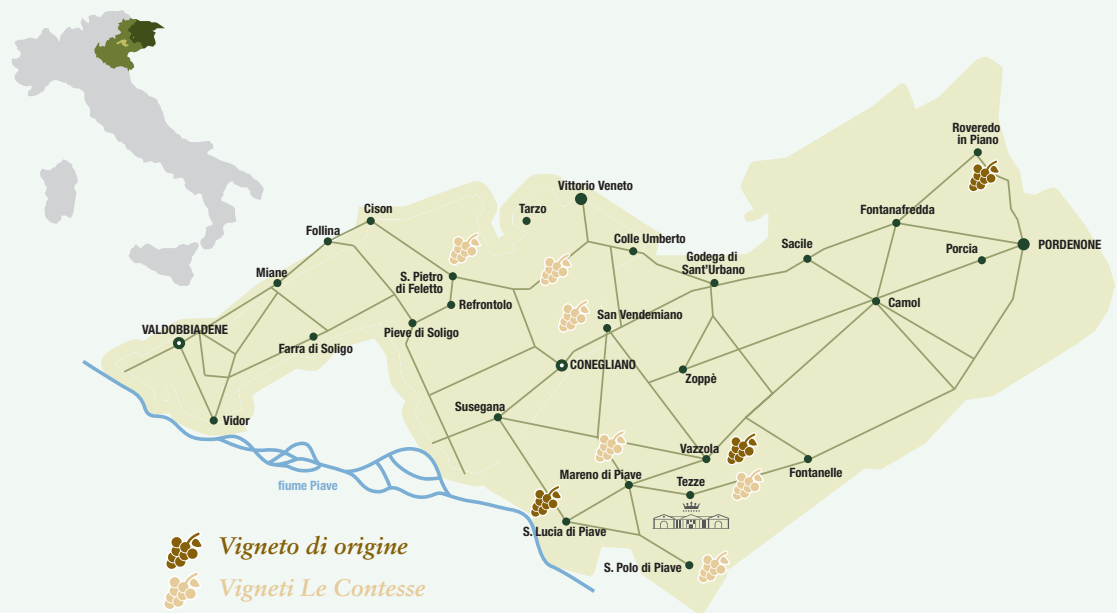 Roveredo
in Piano
Vittorio Veneto
Cison
Tarzo
Fontanafredda
Follina
Colle Umberto
Sacile
Porcia
PORDENONE
Godega di
Sant'Urbano
Miane
S. Pietro
di Feletto
Refrontolo
Camol
San Vendemiano
VALDOBBIADENE
Farra di Soligo
Pieve di Soligo
CONEGLIANO
Zoppè
Susegana
Vidor
Vazzola
Mareno di Piave
Tezze
Fontanelle
fiume Piave
S. Lucia di Piave
S. Polo di Piave
Vigneto di origine
Vigneti Le Contesse